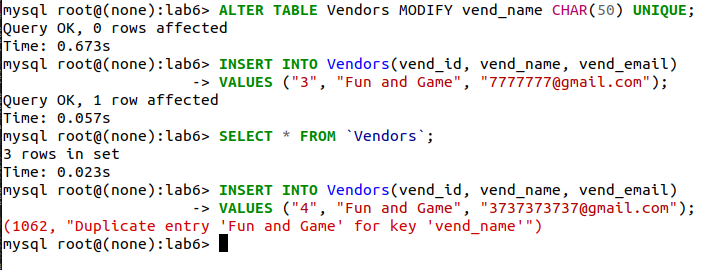 mysql root@(none):lab6> ALTER TABLE Vendors MODIFY vend_name CHAR(50) UNIQUE;
Query OK, 0 rows affected
Time: 0.673s
mysql root@(none):lab6> INSERT INTO Vendors(vend_id, vend_name, vend_email)
-> VALUES ("3", "Fun and Game", "7777777@gmail.com");
Query OK, 1 row affected
Time: 0.057s
mysql root@(none):lab6> SELECT * FROM `Vendors`;
3 rows in set
Time: 0.023s
mysql root@(none):lab6> INSERT INTO Vendors(vend_id, vend_name, vend_email)
-> VALUES ("4", "Fun and Game", "3737373737@gmail.com");
(1062, "Duplicate entry 'Fun and Game' for key 'vend_name'")
mysql root@(none):lab6>